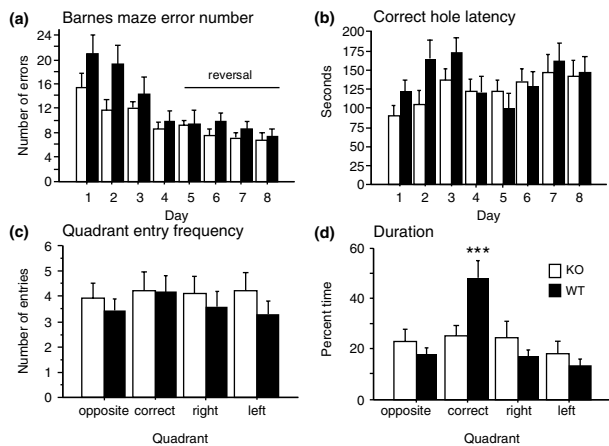 (a) Barnes maze error number
Number of errors
24
20
16
12
8
4
0
reversal
1 2 3 4 5 6 7 8
Day
(b) Correct hole latency
Seconds
200
175
150
125
100
75
50
25
0
1 2 3 4 5 6 7 8
Day
(c) Quadrant entry frequency
Number of entries
6
5
4
3
2
1
0
opposite correct right left
Quadrant
(d) Duration
Percent time
60
40
20
0
***
KO
WT
opposite correct right left
Quadrant